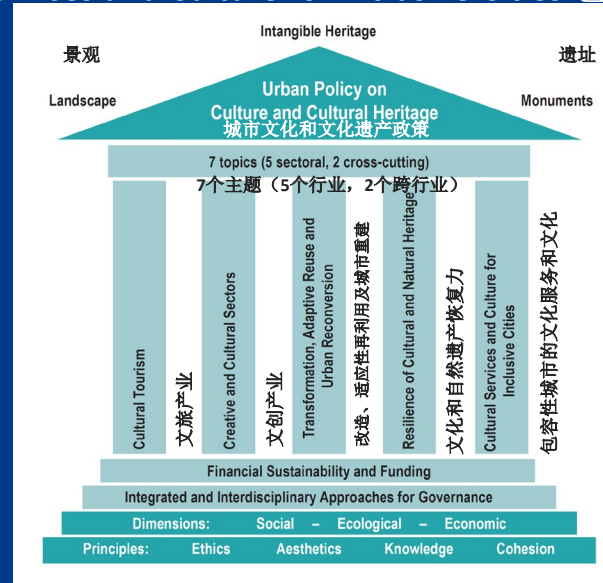 Intangible Heritage
景观
遗址
Landscape
Monuments
Urban Policy on
Culture and Cultural Heritage
城市文化和文化遗产政策
7 topics (5 sectoral, 2 cross-cutting)
7个主题（5个行业，2个跨行业）
Cultural Tourism
文旅产业
Creative and Cultural Sectors
文创产业
Transformation, Adaptive Reuse and
Urban Reconversion
改造、适应性再利用及城市重建
Resilience of Cultural and Natural Heritage
文化和自然遗产恢复力
Cultural Services and Culture for
Inclusive Cities
包容性城市的文化服务和文化
Financial Sustainability and Funding
Integrated and Interdisciplinary Approaches for Governance
Dimensions: Social – Ecological – Economic
Principles: Ethics Aesthetics Knowledge Cohesion